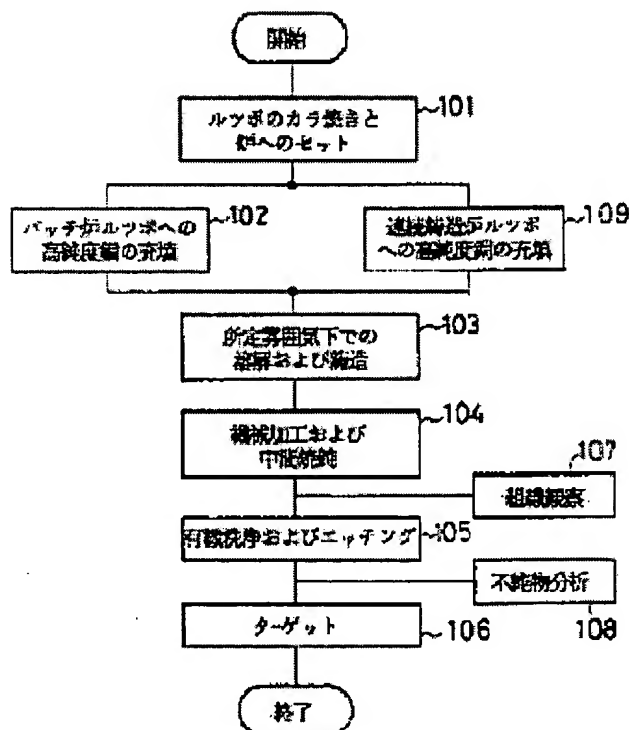 開始
ルツボのカラ焼きと
炉へのセット
101
バッチ炉ルツボへの
高純度銅の充填
102
連続鋳造炉ルツボ
への高純度銅の充填
109
所定雰囲気下での
溶解および鋳造
103
機械加工および
中間焼鈍
104
107
組織観察
有機洗浄およびエッチング
105
不純物分析
108
ターゲット
106
終了